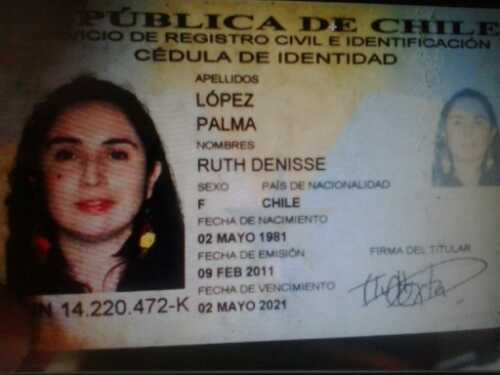 PÚBLICA DE CHILE
VICIO DE REGISTRO CIVIL E IDENTIFICACIÓN
CÉDULA DE IDENTIDAD
APELLIDOS
LÓPEZ
PALMA
NOMBRES
RUTH DENISSE
SEXO PAÍS DE NACIONALIDAD
F CHILE
FECHA DE NACIMIENTO
02 MAYO 1981
FECHA DE EMISIÓN
09 FEB 2011
FIRMA DEL TITULAR
FECHA DE VENCIMIENTO
02 MAYO 2021
N 14.220.472-K